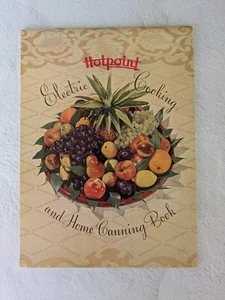 Hotpoint
Electric Cooking
and Home Canning Book